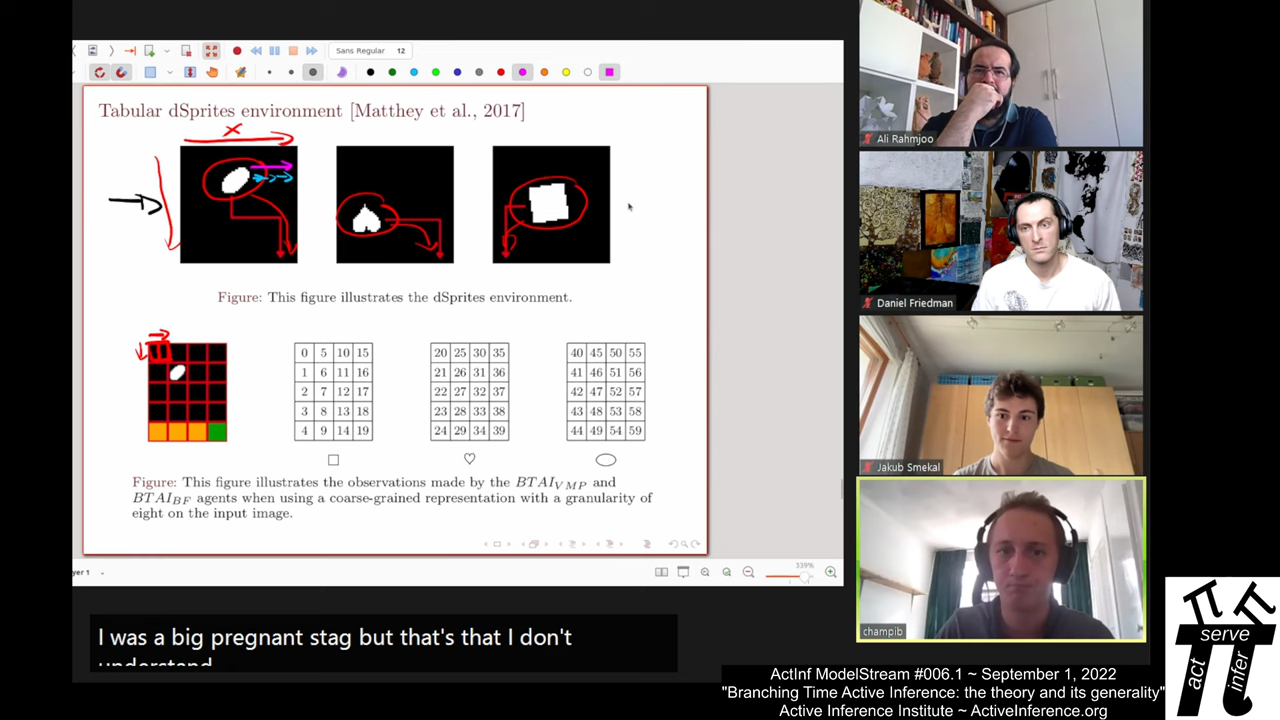 Sans Regular 12
Tabular dSprites environment [Matthey et al., 2017]
x
Figure: This figure illustrates the dSprites environment.
0 5 10 15
1 6 11 16
2 7 12 17
3 8 13 18
4 9 14 19
20 25 30 35
21 26 31 36
22 27 32 37
23 28 33 38
24 29 34 39
40 45 50 55
41 46 51 56
42 47 52 57
43 48 53 58
44 49 54 59
Figure: This figure illustrates the observations made by the BTAI_VMP and
BTAI_BF agents when using a coarse-grained representation with a granularity of
eight on the input image.
yer 1
339%
I was a big pregnant stag but that's that I don't
understand
Ali Rahmjoo
Daniel Friedman
Jakub Smekal
champib
ActInf ModelStream #006.1 ~ September 1, 2022
"Branching Time Active Inference: the theory and its generality"
Active Inference Institute ~ ActiveInference.org
π π
serve
π
act
infer